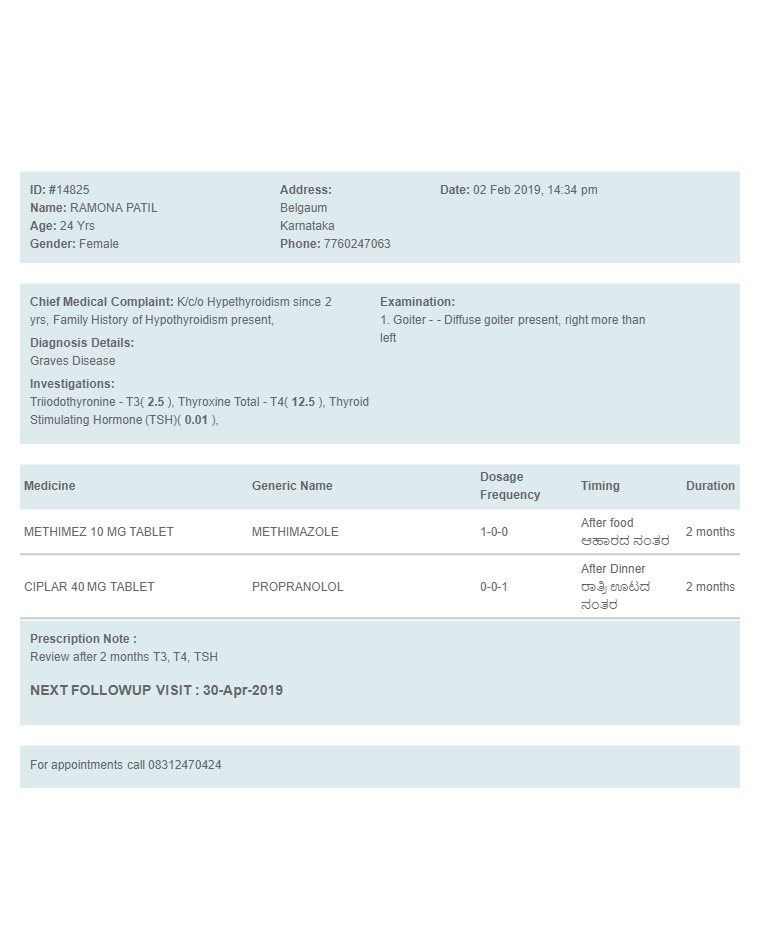 ID: #14825
Name: RAMONA PATIL
Age: 24 Yrs
Gender: Female
Address:
Belgaum
Karnataka
Phone: 7760247063
Date: 02 Feb 2019, 14:34 pm
Chief Medical Complaint: K/c/o Hypethyroidism since 2
yrs, Family History of Hypothyroidism present,
Diagnosis Details:
Graves Disease
Investigations:
Triiodothyronine - T3( 2.5 ), Thyroxine Total - T4( 12.5 ), Thyroid
Stimulating Hormone (TSH)( 0.01 ),
Examination:
1. Goiter - - Diffuse goiter present, right more than
left
Medicine Generic Name Dosage Frequency Timing Duration
METHIMEZ 10 MG TABLET METHIMAZOLE 1-0-0 After food 2 months
ಆಹಾರದ ನಂತರ
CIPLAR 40 MG TABLET PROPRANOLOL 0-0-1 After Dinner 2 months
ರಾತ್ರಿ ಊಟದ
ನಂತರ
Prescription Note :
Review after 2 months T3, T4, TSH
NEXT FOLLOWUP VISIT : 30-Apr-2019
For appointments call 08312470424